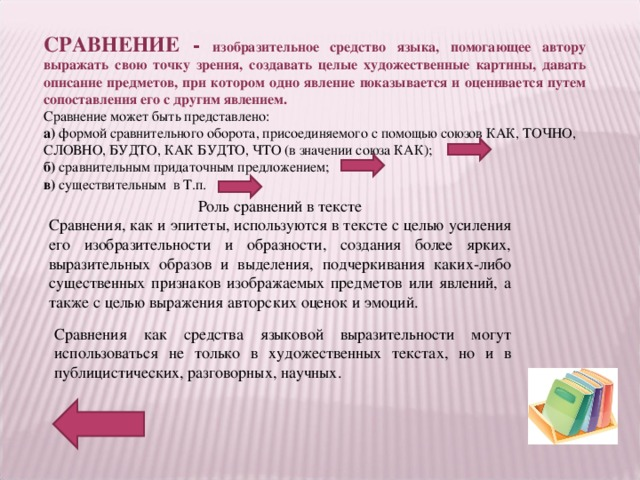 СРАВНЕНИЕ - изобразительное средство языка, помогающее автору
выражать свою точку зрения, создавать целые художественные картины, давать
описание предметов, при котором одно явление показывается и оценивается путем
сопоставления его с другим явлением.
Сравнение может быть представлено:
а) формой сравнительного оборота, присоединяемого с помощью союзов КАК, ТОЧНО,
СЛОВНО, БУДТО, КАК БУДТО, ЧТО (в значении союза КАК);
б) сравнительным придаточным предложением;
в) существительным в Т.п.
Роль сравнений в тексте
Сравнения, как и эпитеты, используются в тексте с целью усиления
его изобразительности и образности, создания более ярких,
выразительных образов и выделения, подчеркивания каких-либо
существенных признаков изображаемых предметов или явлений, а
также с целью выражения авторских оценок и эмоций.
Сравнения как средства языковой выразительности могут
использоваться не только в художественных текстах, но и в
публицистических, разговорных, научных.